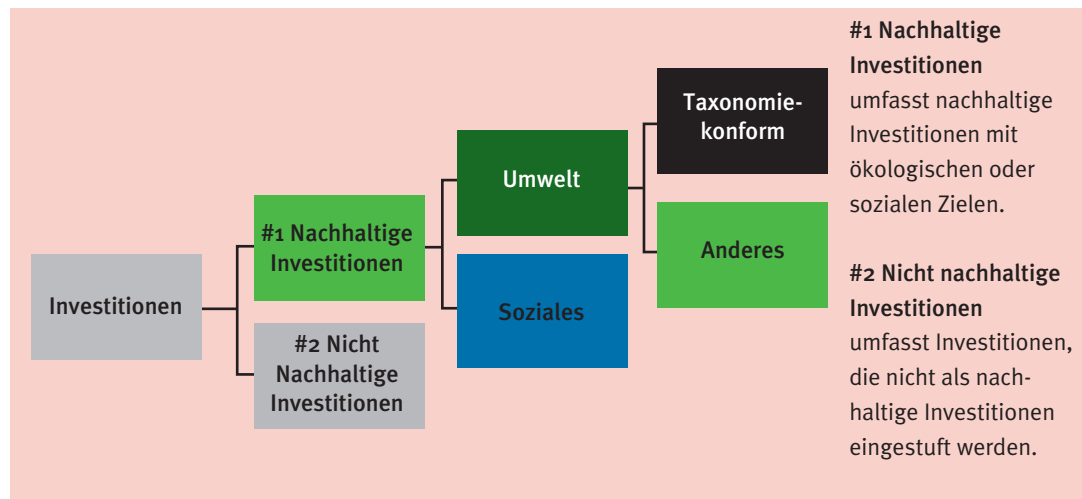 Investitionen
#1 Nachhaltige
Investitionen
#2 Nicht
Nachhaltige
Investitionen
Umwelt
Soziales
Taxonomie-
konform
Anderes
#1 Nachhaltige
Investitionen
umfasst nachhaltige
Investitionen mit
ökologischen oder
sozialen Zielen.
#2 Nicht nachhaltige
Investitionen
umfasst Investitionen,
die nicht als nach-
haltige Investitionen
eingestuft werden.